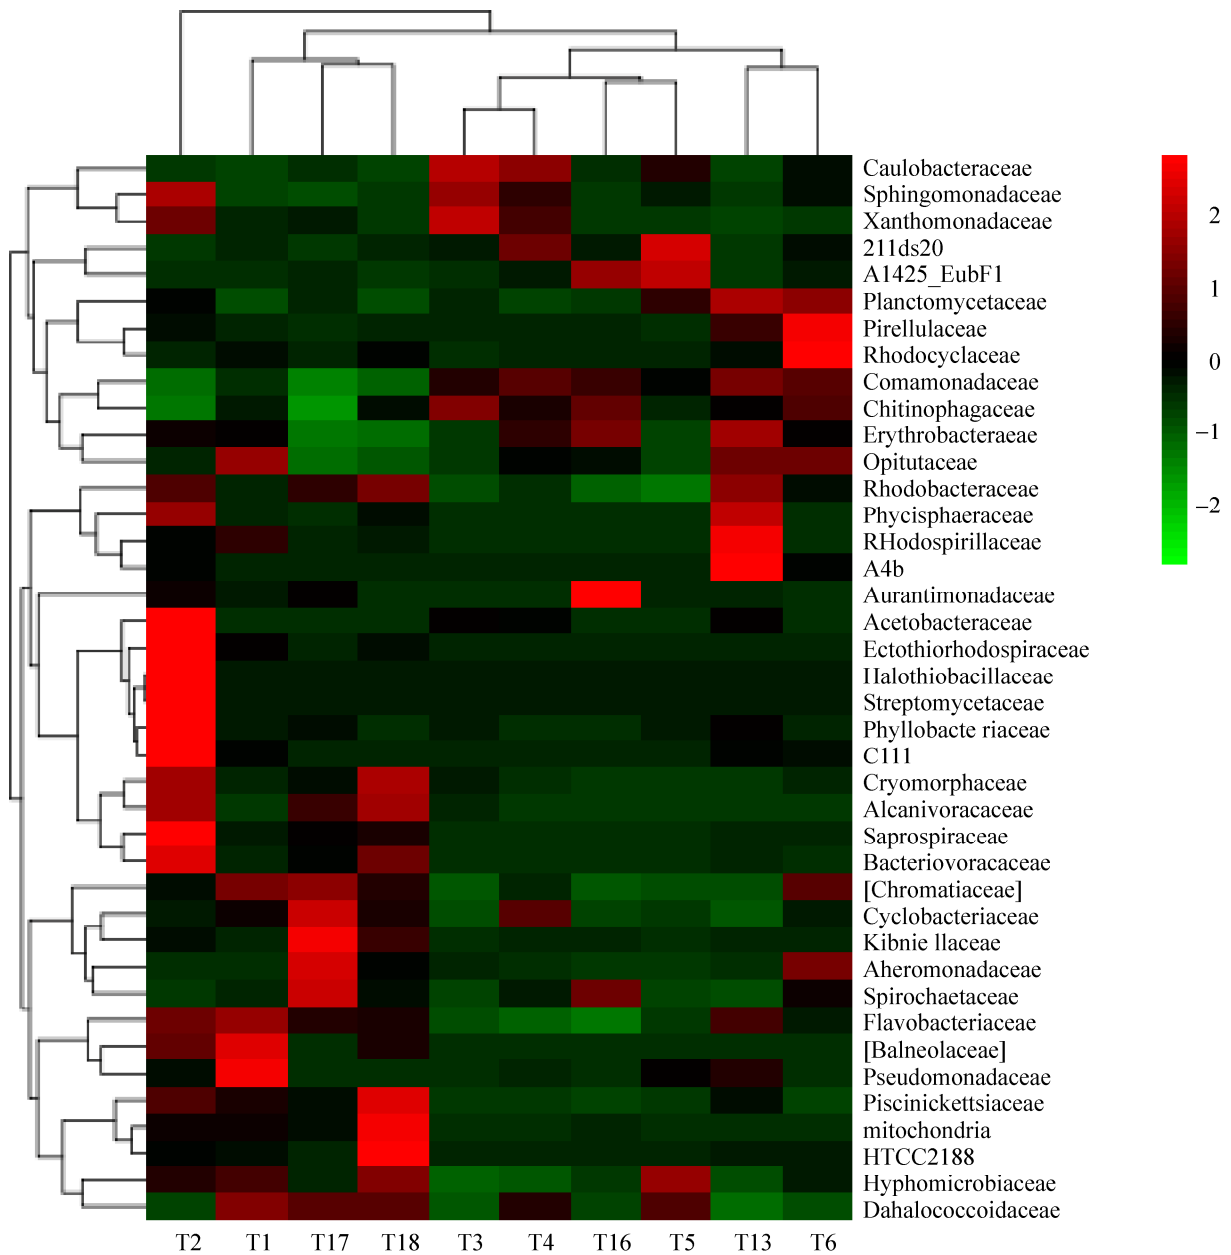 Caulobacteraceae
Sphingomonadaceae
Xanthomonadaceae
211ds20
A1425_EubF1
Planctomycetaceae
Pirellulaceae
Rhodocyclaceae
Comamonadaceae
Chitinophagaceae
Erythrobacteraeae
Opitutaceae
Rhodobacteraceae
Phycisphaeraceae
RHodospirillaceae
A4b
Aurantimonadaceae
Acetobacteraceae
Ectothiorhodospiraceae
Halothiobacillaceae
Streptomycetaceae
Phyllobacte riaceae
C111
Cryomorphaceae
Alcanivoracaceae
Saprospiraceae
Bacteriovoracaceae
[Chromatiaceae]
Cyclobacteriaceae
Kibnie llaceae
Aheromonadaceae
Spirochaetaceae
Flavobacteriaceae
[Balneolaceae]
Pseudomonadaceae
Piscinickettsiaceae
mitochondria
HTCC2188
Hyphomicrobiaceae
Dahalococcoidaceae
T2 T1 T17 T18 T3 T4 T16 T5 T13 T6
2
1
0
−1
−2